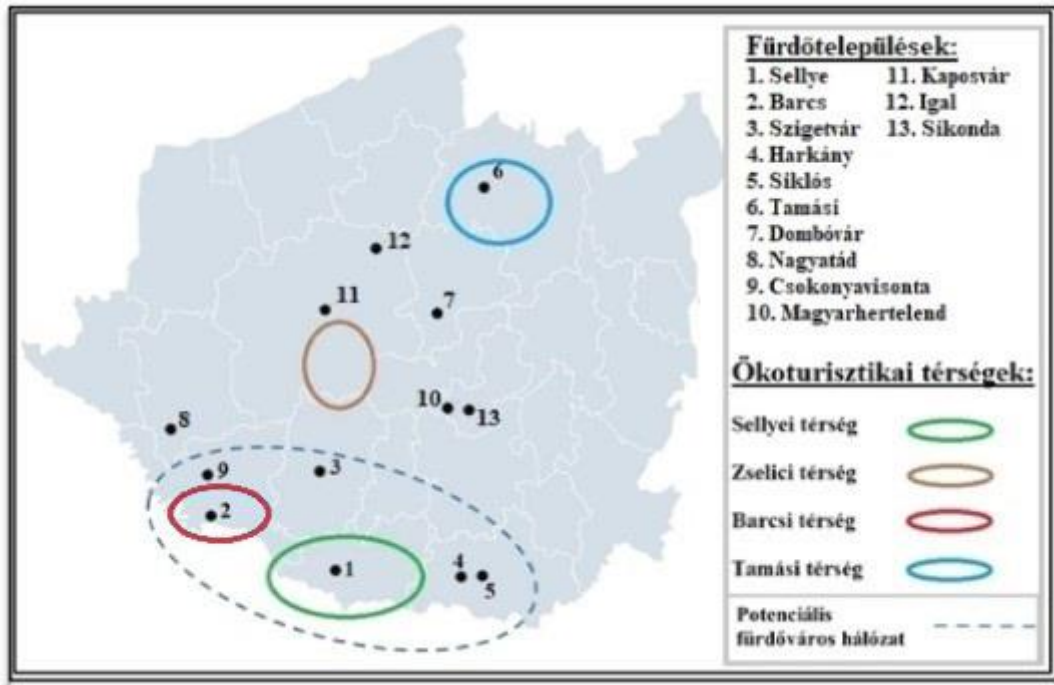 Fürdőtelepülések:
1. Sellye 11. Kaposvár
2. Barcs 12. Igal
3. Szigetvár 13. Sikonda
4. Harkány
5. Siklós
6. Tamási
7. Dombóvár
8. Nagyatád
9. Csokonyavisonta
10. Magyarhertelend
Ökoturisztikai térségek:
Sellyei térség
Zselici térség
Barcsi térség
Tamási térség
Potenciális
fürdőváros hálózat
6
12
11
7
10
13
8
9
3
2
1
4
5